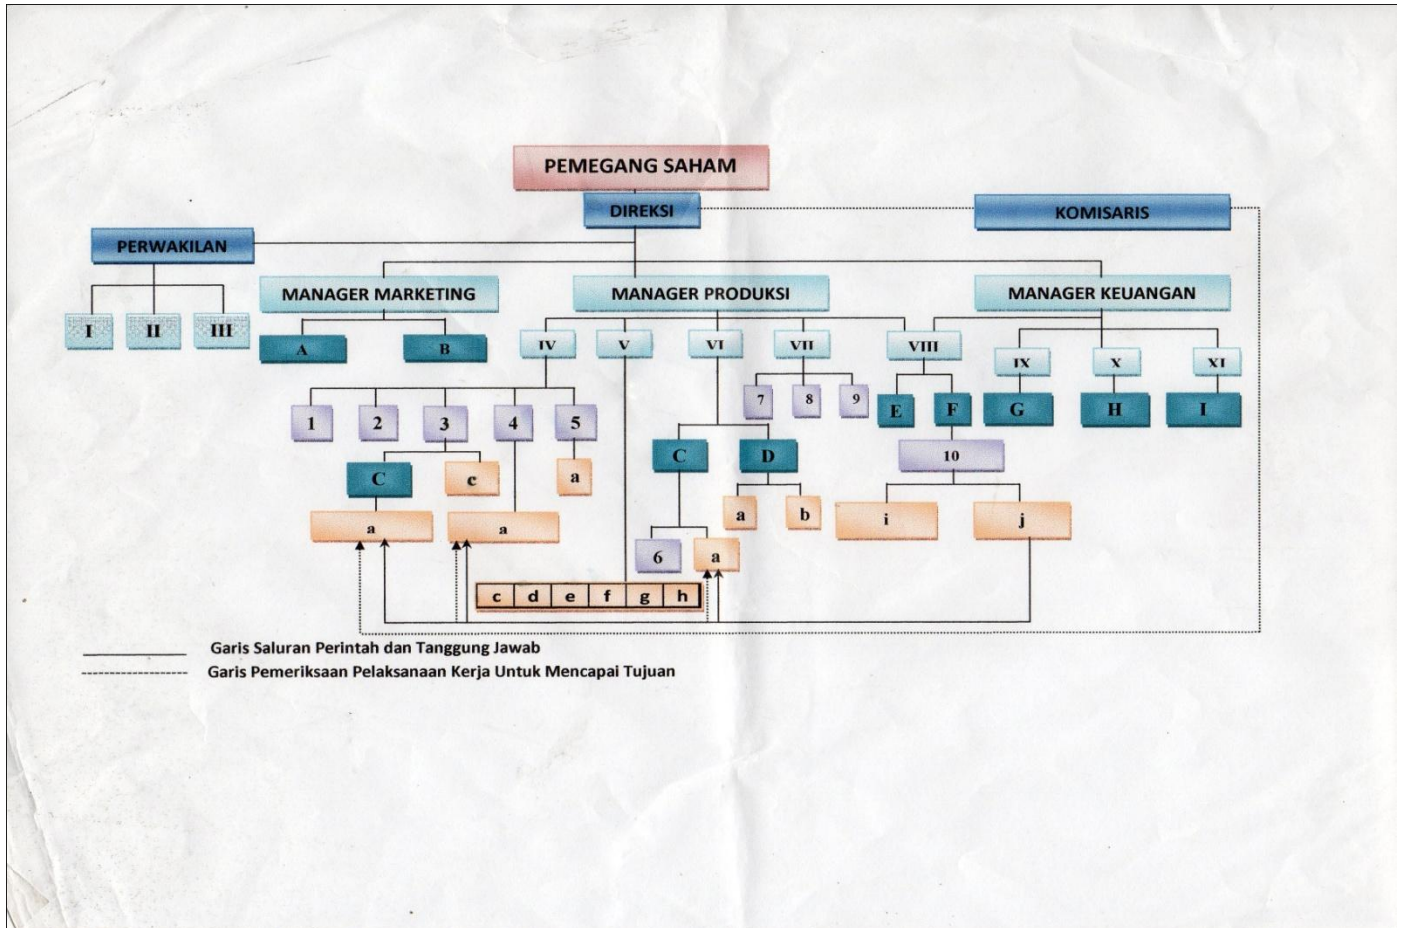 PEMEGANG SAHAM
DIREKSI
KOMISARIS
PERWAKILAN
MANAGER MARKETING
MANAGER PRODUKSI
MANAGER KEUANGAN
I II III
A B
IV V VI VII VIII
IX X XI
1 2 3 4 5
7 8 9
E F G H I
C c a
C D
10
a a
a b
i j
6 a
c d e f g h
Garis Saluran Perintah dan Tanggung Jawab
Garis Pemeriksaan Pelaksanaan Kerja Untuk Mencapai Tujuan